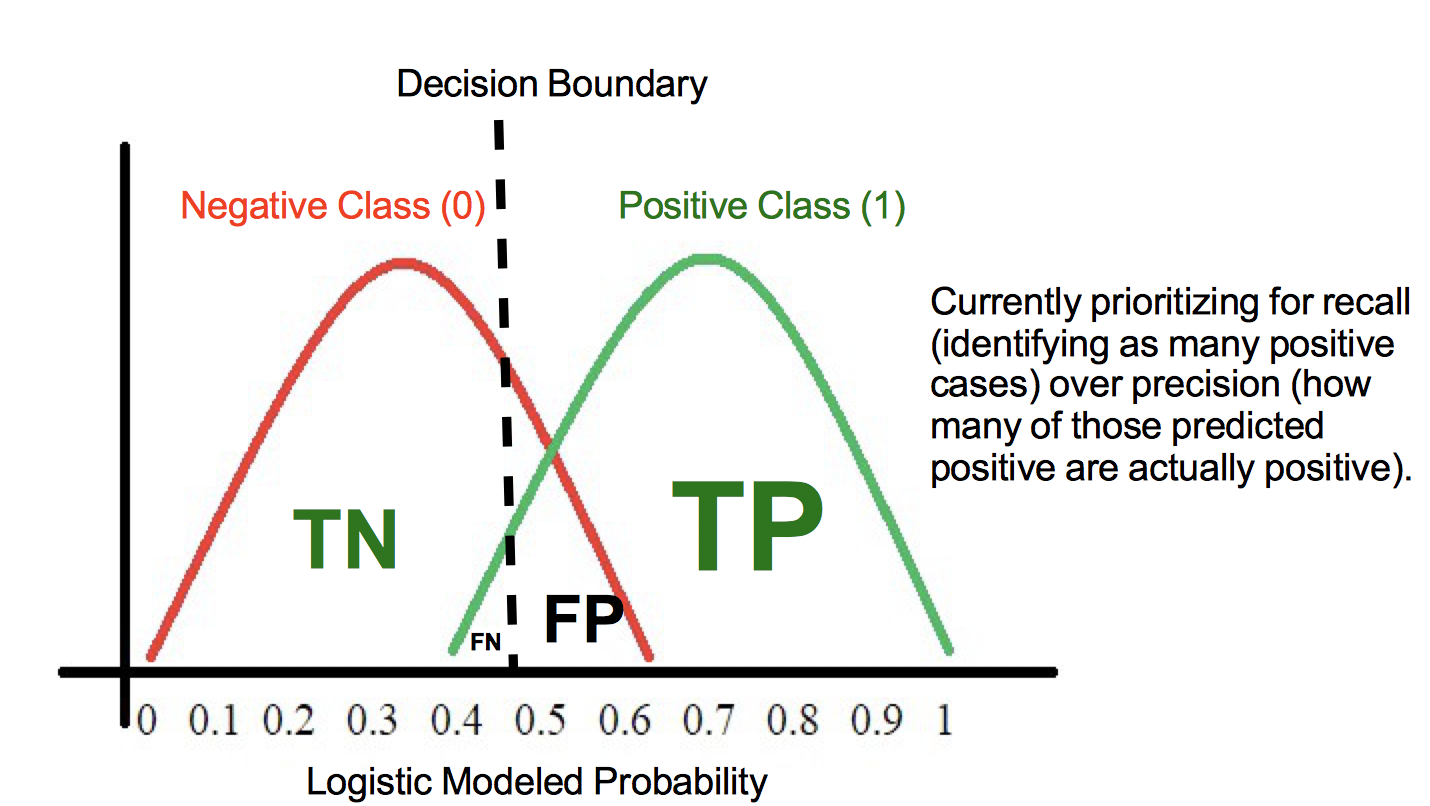 Decision Boundary
Negative Class (0)
Positive Class (1)
Currently prioritizing for recall
(identifying as many positive
cases) over precision (how
many of those predicted
positive are actually positive).
TN
TP
FN
FP
0 0.1 0.2 0.3 0.4 0.5 0.6 0.7 0.8 0.9 1
Logistic Modeled Probability